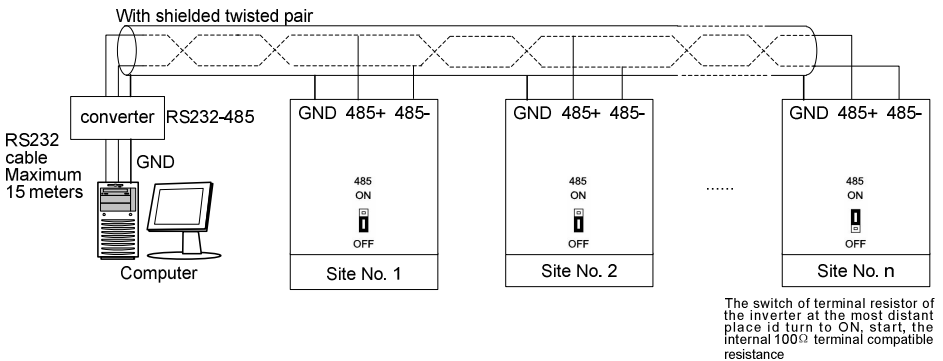 With shielded twisted pair
converter
RS232-485
RS232
cable
Maximum
15 meters
GND
Computer
GND 485+ 485-
485
ON
OFF
Site No. 1
GND 485+ 485-
485
ON
OFF
Site No. 2
......
GND 485+ 485-
485
ON
OFF
Site No. n
The switch of terminal resistor of
the inverter at the most distant
place id turn to ON, start, the
internal 100Ω terminal compatible
resistance